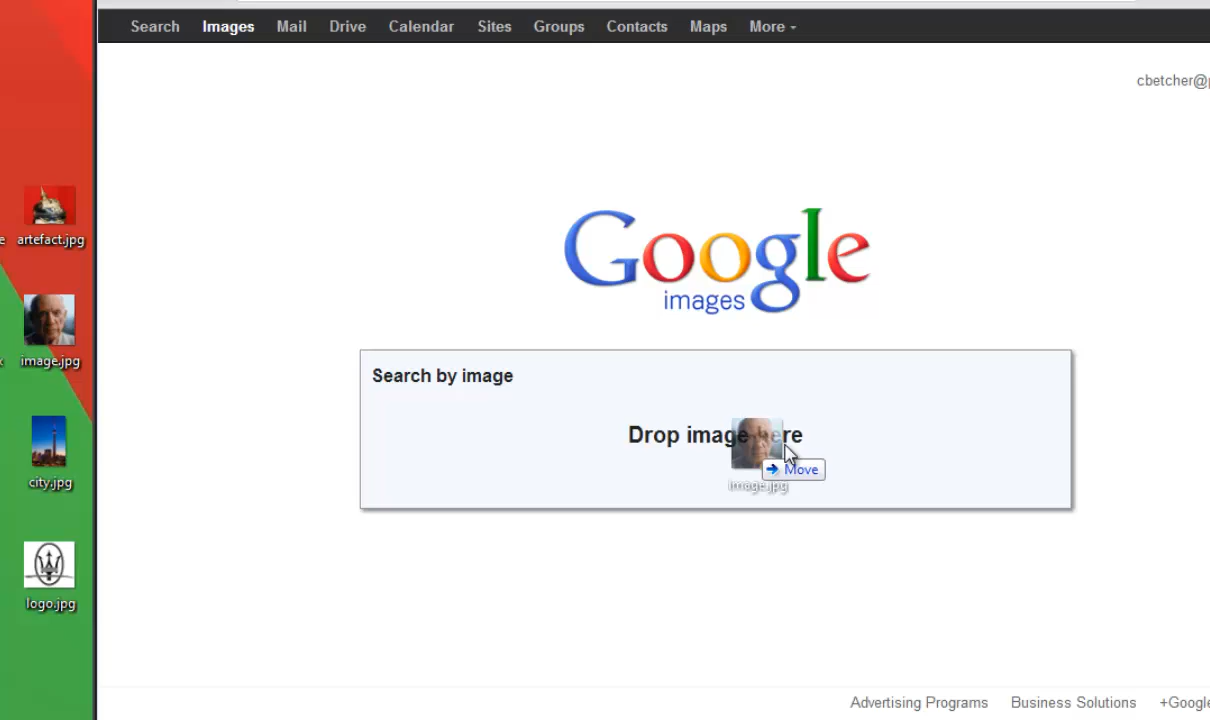 Search Images Mail Drive Calendar Sites Groups Contacts Maps More
cbetcher@
artefact.jpg
image.jpg
city.jpg
logo.jpg
Google
images
Search by image
Drop image here
Move
image.jpg
Advertising Programs Business Solutions +Google